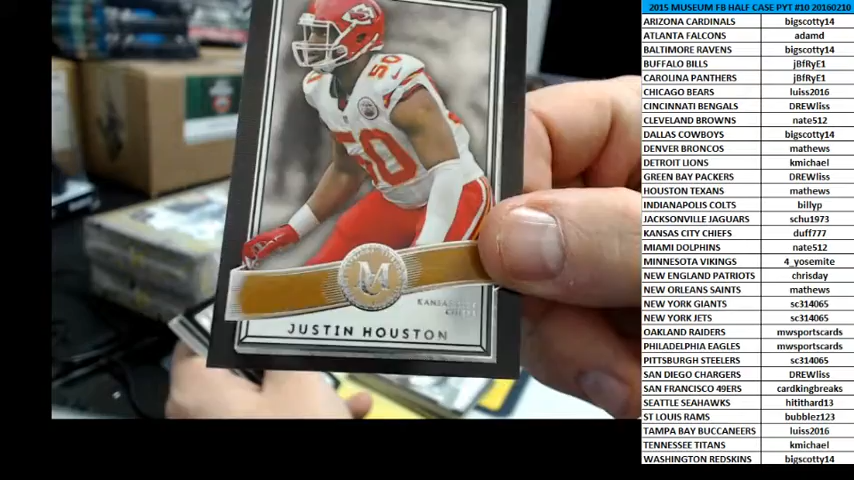 50
50
M
KANSAS CITY
CHIEFS
JUSTIN HOUSTON
2015 MUSEUM FB HALF CASE PYT #10 20160210
ARIZONA CARDINALS bigscotty14
ATLANTA FALCONS adamd
BALTIMORE RAVENS bigscotty14
BUFFALO BILLS jBfRyE1
CAROLINA PANTHERS jBfRyE1
CHICAGO BEARS luiss2016
CINCINNATI BENGALS DREWliss
CLEVELAND BROWNS nate512
DALLAS COWBOYS bigscotty14
DENVER BRONCOS mathews
DETROIT LIONS kmichael
GREEN BAY PACKERS DREWliss
HOUSTON TEXANS mathews
INDIANAPOLIS COLTS billyp
JACKSONVILLE JAGUARS schu1973
KANSAS CITY CHIEFS duff777
MIAMI DOLPHINS nate512
MINNESOTA VIKINGS 4_yosemite
NEW ENGLAND PATRIOTS chrisday
NEW ORLEANS SAINTS mathews
NEW YORK GIANTS sc314065
NEW YORK JETS sc314065
OAKLAND RAIDERS mwsportscards
PHILADELPHIA EAGLES mwsportscards
PITTSBURGH STEELERS sc314065
SAN DIEGO CHARGERS DREWliss
SAN FRANCISCO 49ERS cardkingbreaks
SEATTLE SEAHAWKS hitithard13
ST LOUIS RAMS bubblez123
TAMPA BAY BUCCANEERS luiss2016
TENNESSEE TITANS kmichael
WASHINGTON REDSKINS bigscotty14